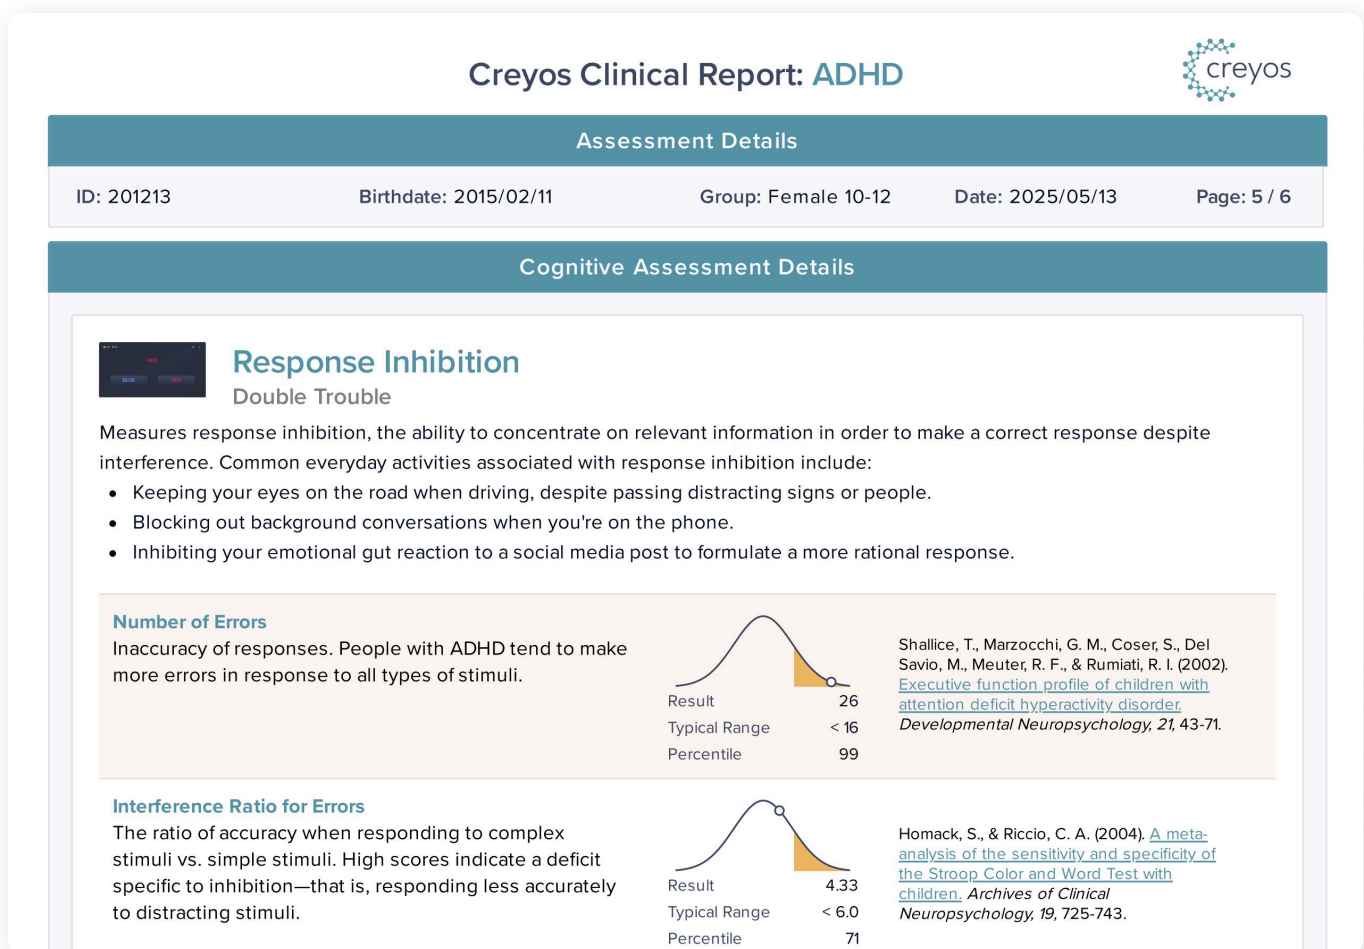 Creyos Clinical Report: ADHD
creyos
Assessment Details
ID: 201213 Birthdate: 2015/02/11 Group: Female 10-12 Date: 2025/05/13 Page: 5 / 6
Cognitive Assessment Details
RED
BLUE RED
Response Inhibition
Double Trouble
Measures response inhibition, the ability to concentrate on relevant information in order to make a correct response despite
interference. Common everyday activities associated with response inhibition include:
• Keeping your eyes on the road when driving, despite passing distracting signs or people.
• Blocking out background conversations when you're on the phone.
• Inhibiting your emotional gut reaction to a social media post to formulate a more rational response.
Number of Errors
Inaccuracy of responses. People with ADHD tend to make
more errors in response to all types of stimuli.
Result 26
Typical Range < 16
Percentile 99
Shallice, T., Marzocchi, G. M., Coser, S., Del
Savio, M., Meuter, R. F., & Rumiati, R. I. (2002).
Executive function profile of children with
attention deficit hyperactivity disorder.
Developmental Neuropsychology, 21, 43-71.
Interference Ratio for Errors
The ratio of accuracy when responding to complex
stimuli vs. simple stimuli. High scores indicate a deficit
specific to inhibition—that is, responding less accurately
to distracting stimuli.
Result 4.33
Typical Range < 6.0
Percentile 71
Homack, S., & Riccio, C. A. (2004). A meta-
analysis of the sensitivity and specificity of
the Stroop Color and Word Test with
children. Archives of Clinical
Neuropsychology, 19, 725-743.